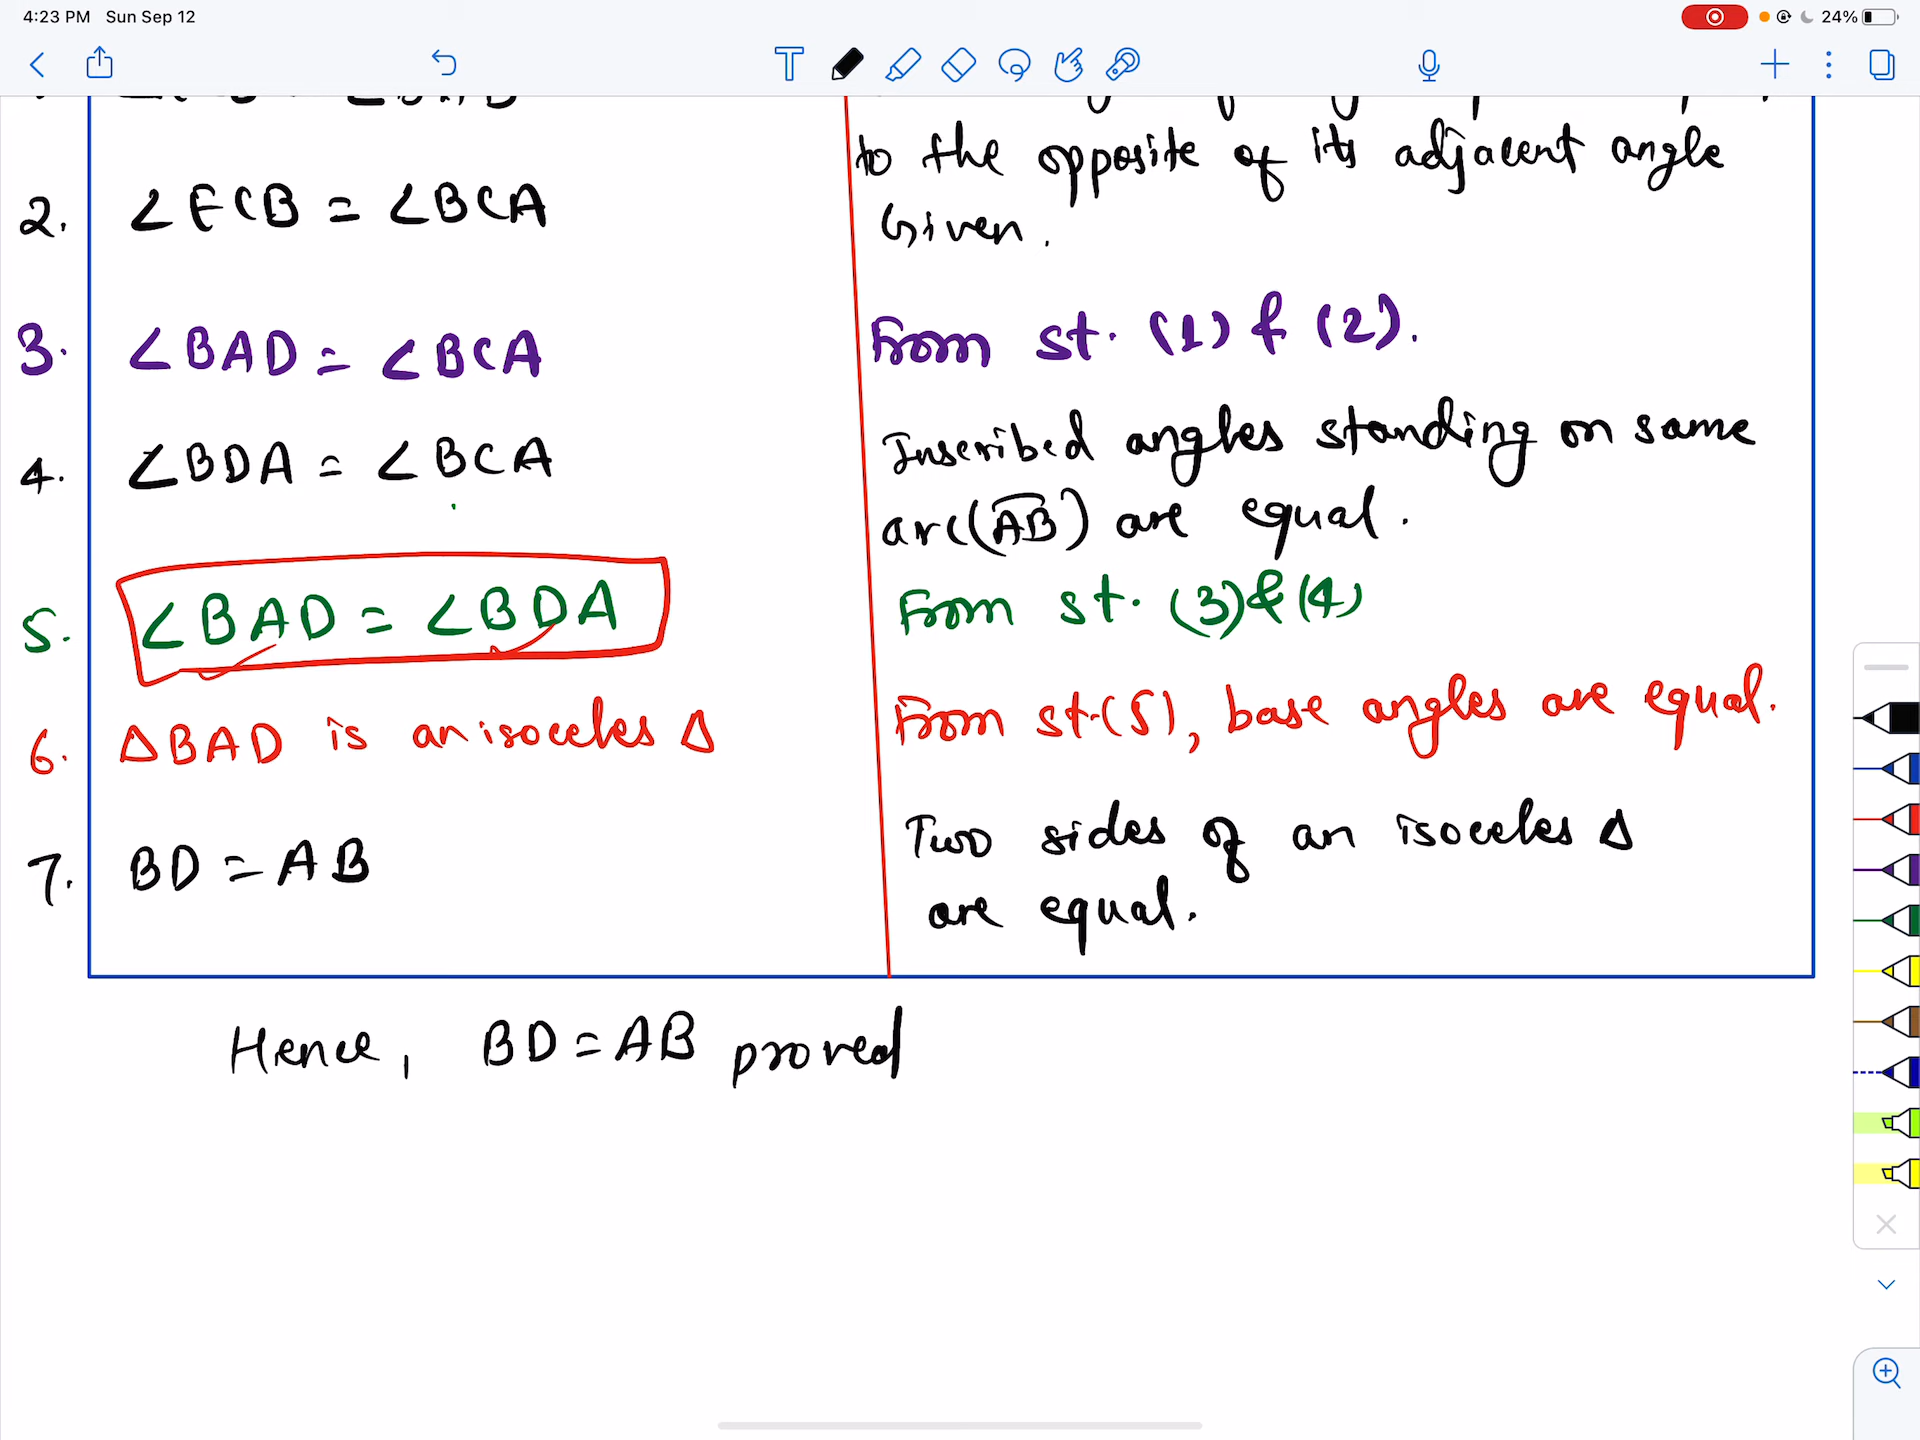 4:23 PM Sun Sep 12
24%
T
to the opposite of its adjacent angle
2. ∠ECB = ∠BCA
Given.
3. ∠BAD = ∠BCA
From st. (1) & (2).
4. ∠BDA = ∠BCA
Inscribed angles standing on same
arc(AB) are equal.
5. ∠BAD = ∠BDA
From st. (3) & (4)
6. ΔBAD is an isoceles Δ
From st.(5), base angles are equal.
7. BD = AB
Two sides of an isoceles Δ
are equal.
Hence, BD = AB proved